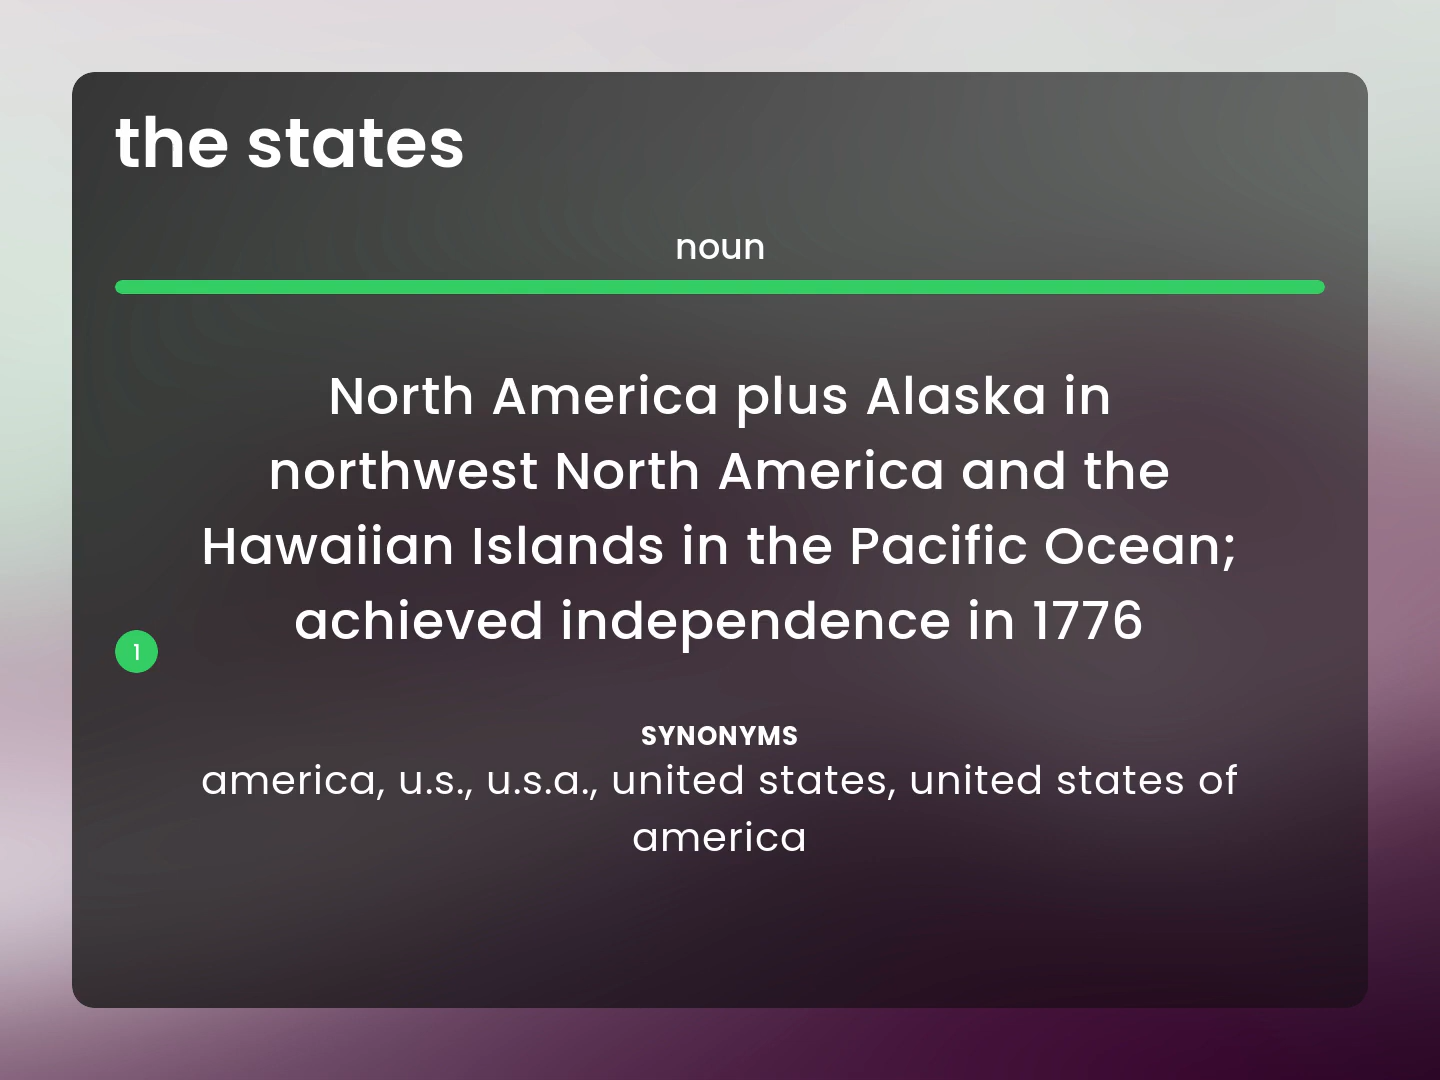 the states
noun
North America plus Alaska in
northwest North America and the
Hawaiian Islands in the Pacific Ocean;
achieved independence in 1776
1
SYNONYMS
america, u.s., u.s.a., united states, united states of
america